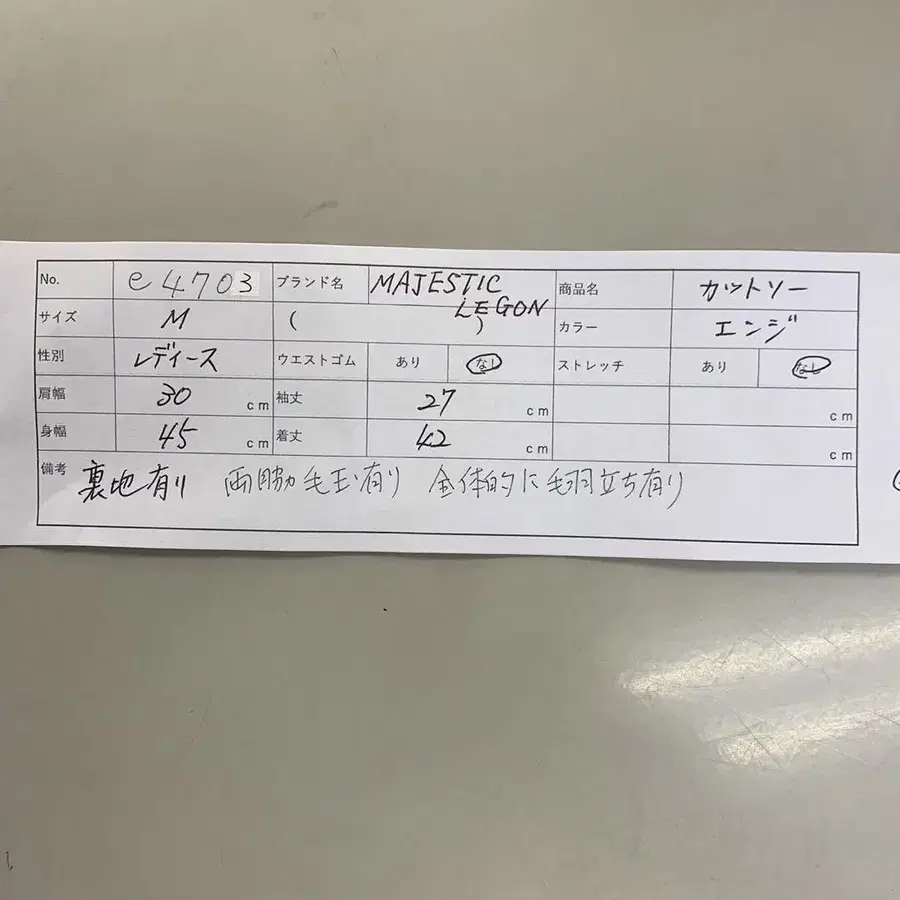 No. e4703 ブランド名 MAJESTIC LEGON 商品名 カットソー
サイズ M ( ) カラー エンジ
性別 レディース ウエストゴム あり なし ストレッチ あり なし
肩幅 30 cm 袖丈 27 cm cm
身幅 45 cm 着丈 42 cm cm
備考 裏地有り 両脇毛玉有り 全体的に毛羽立ち有り